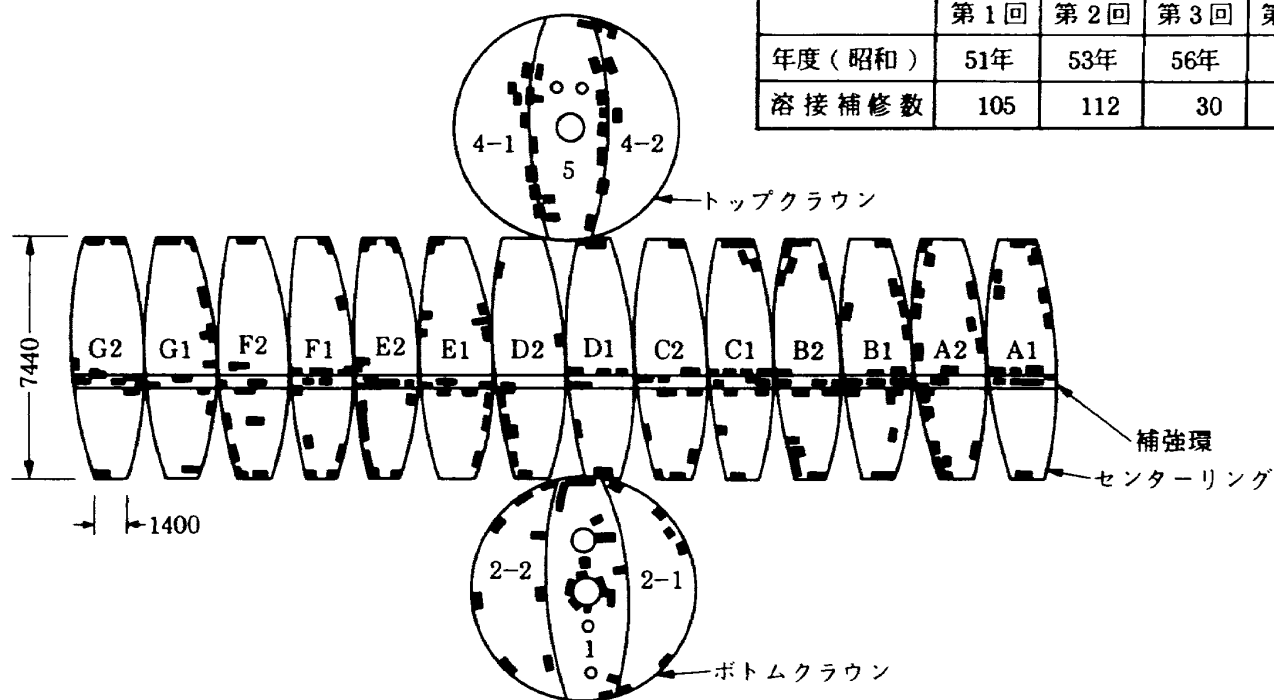 第1回 第2回 第3回 第
年度(昭和) 51年 53年 56年
溶接補修数 105 112 30
4-1 5 4-2
トップクラウン
7440
G2 G1 F2 F1 E2 E1 D2 D1 C2 C1 B2 B1 A2 A1
補強環
センターリング
1400
2-2 2-1
1
ボトムクラウン